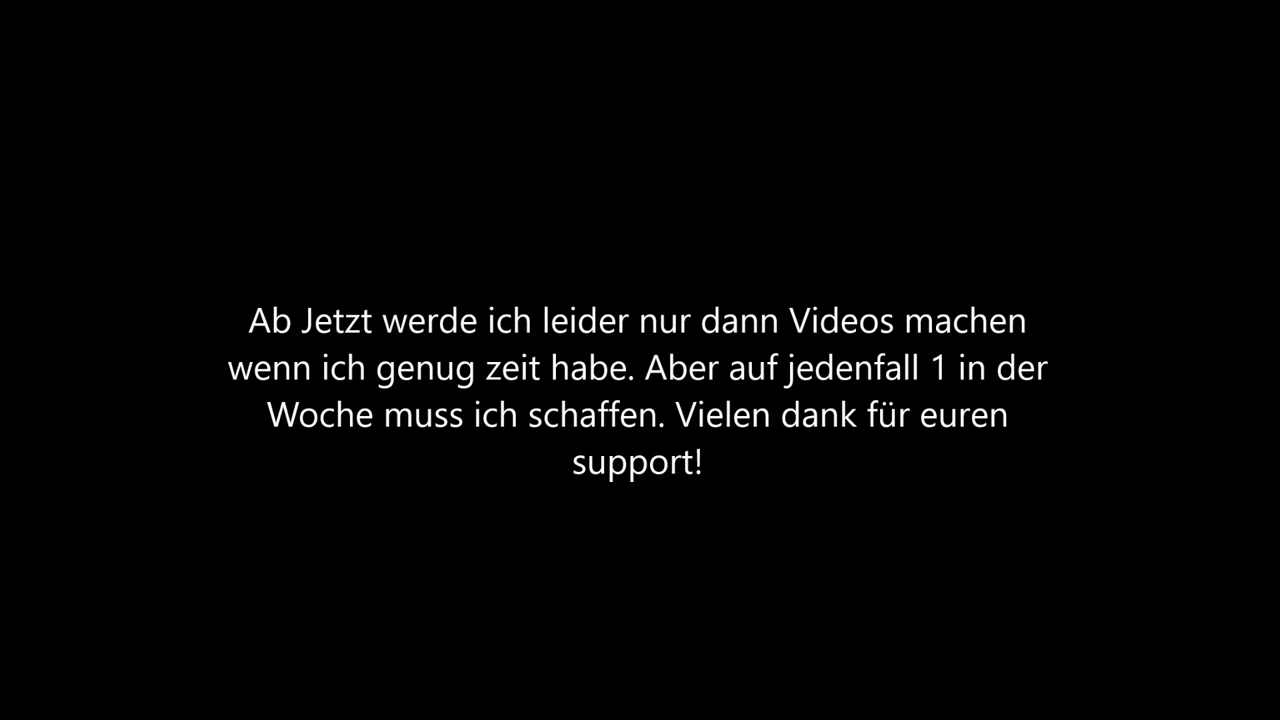 Ab Jetzt werde ich leider nur dann Videos machen
wenn ich genug zeit habe. Aber auf jedenfall 1 in der
Woche muss ich schaffen. Vielen dank für euren
support!